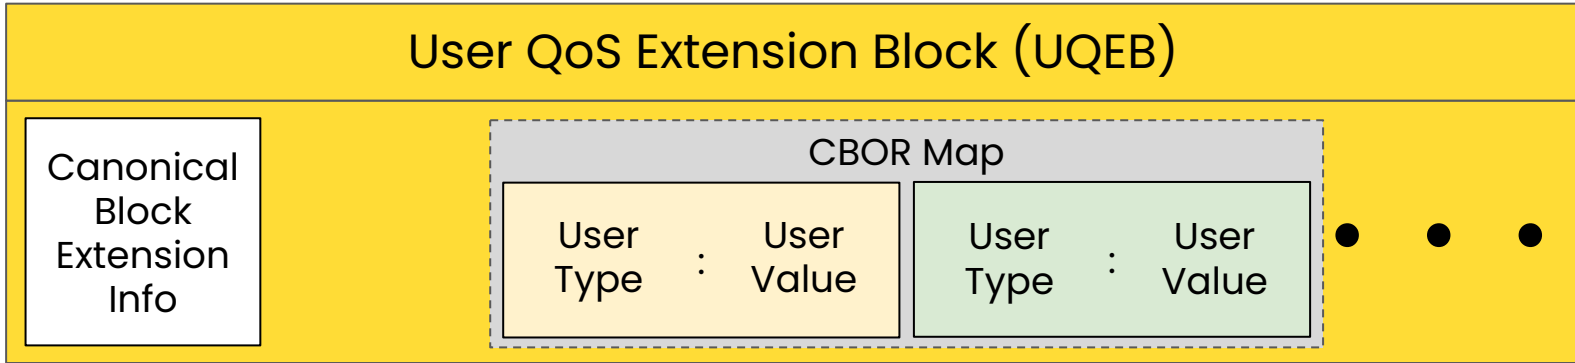 User QoS Extension Block (UQEB)
Canonical
Block
Extension
Info
CBOR Map
User
Type
:
User
Value
User
Type
:
User
Value